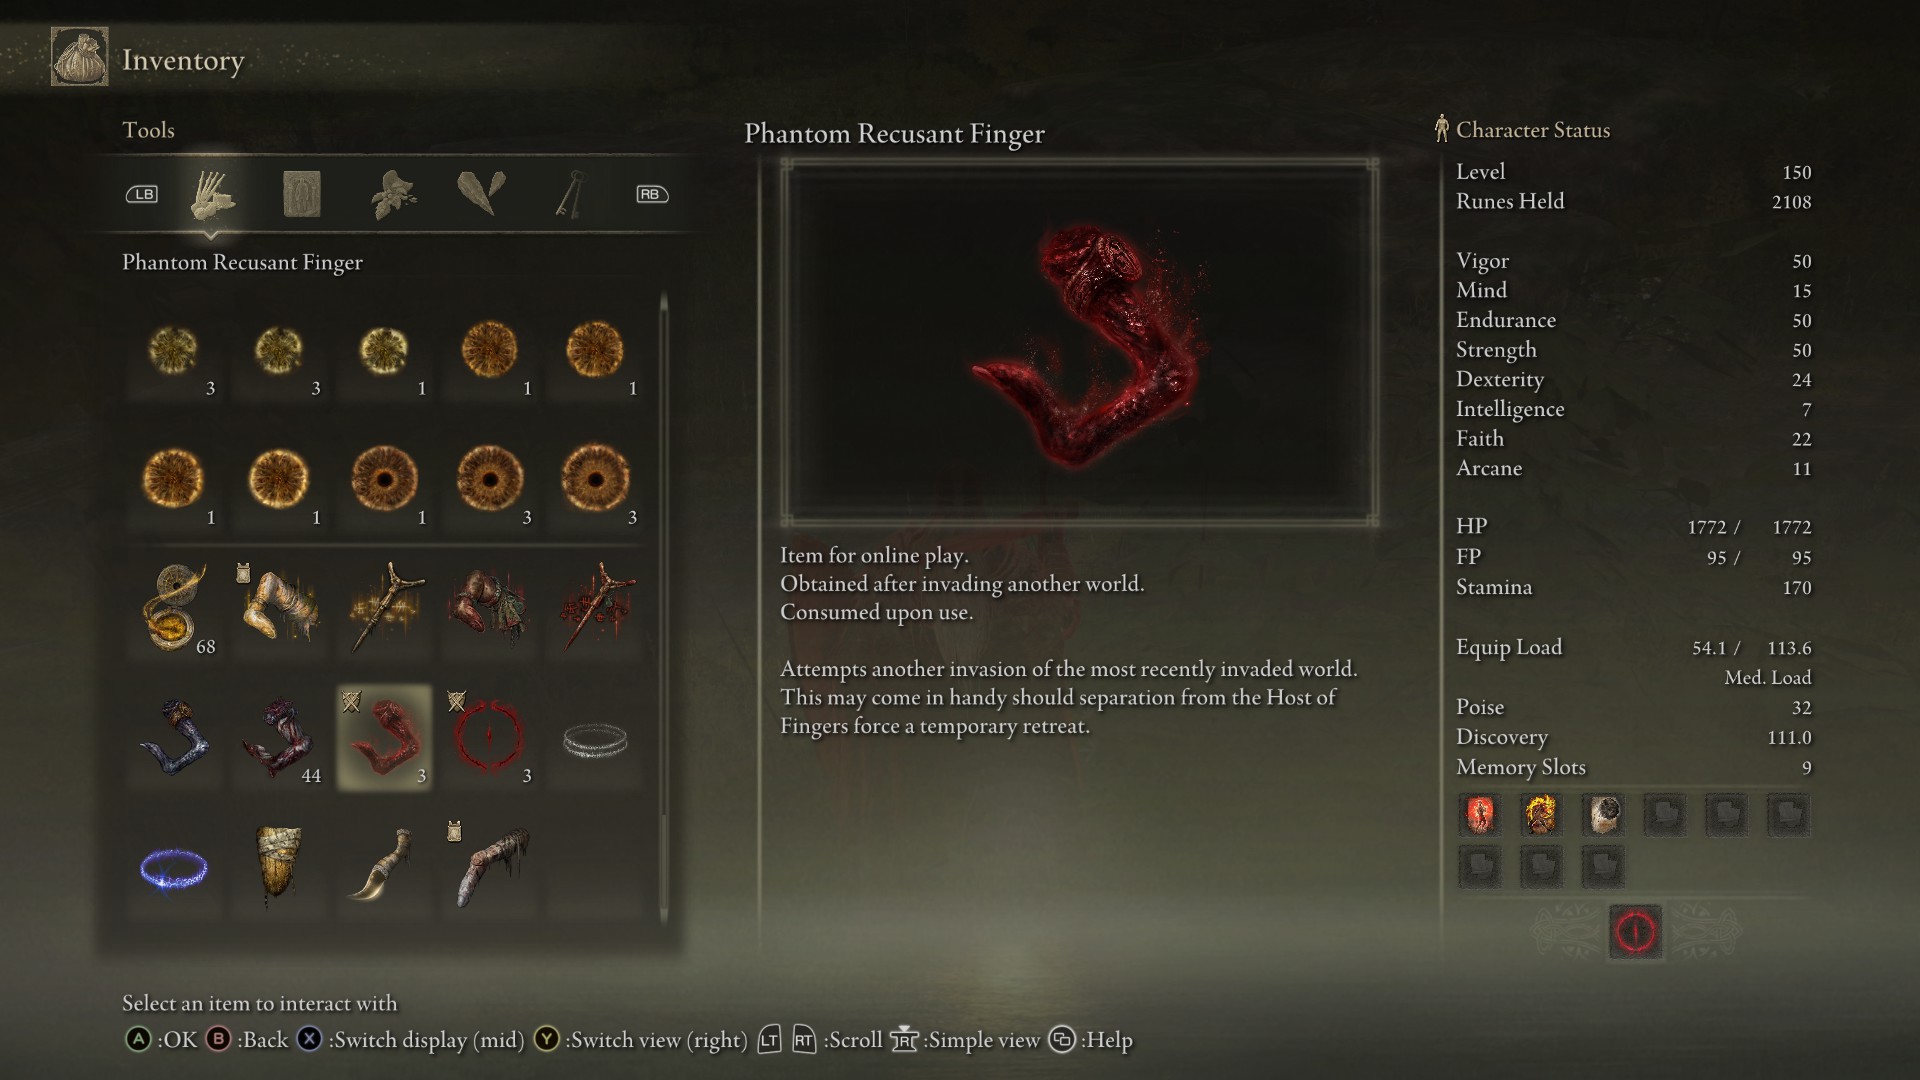 Inventory
Tools
LB
RB
Phantom Recusant Finger
3
3
1
1
1
1
1
1
3
3
68
44
3
3
Select an item to interact with
A :OK B :Back X :Switch display (mid) Y :Switch view (right) LT RT :Scroll R :Simple view :Help
Phantom Recusant Finger
Item for online play.
Obtained after invading another world.
Consumed upon use.
Attempts another invasion of the most recently invaded world.
This may come in handy should separation from the Host of
Fingers force a temporary retreat.
Character Status
Level 150
Runes Held 2108
Vigor 50
Mind 15
Endurance 50
Strength 50
Dexterity 24
Intelligence 7
Faith 22
Arcane 11
HP 1772 / 1772
FP 95 / 95
Stamina 170
Equip Load 54.1 / 113.6
Med. Load
Poise 32
Discovery 111.0
Memory Slots 9